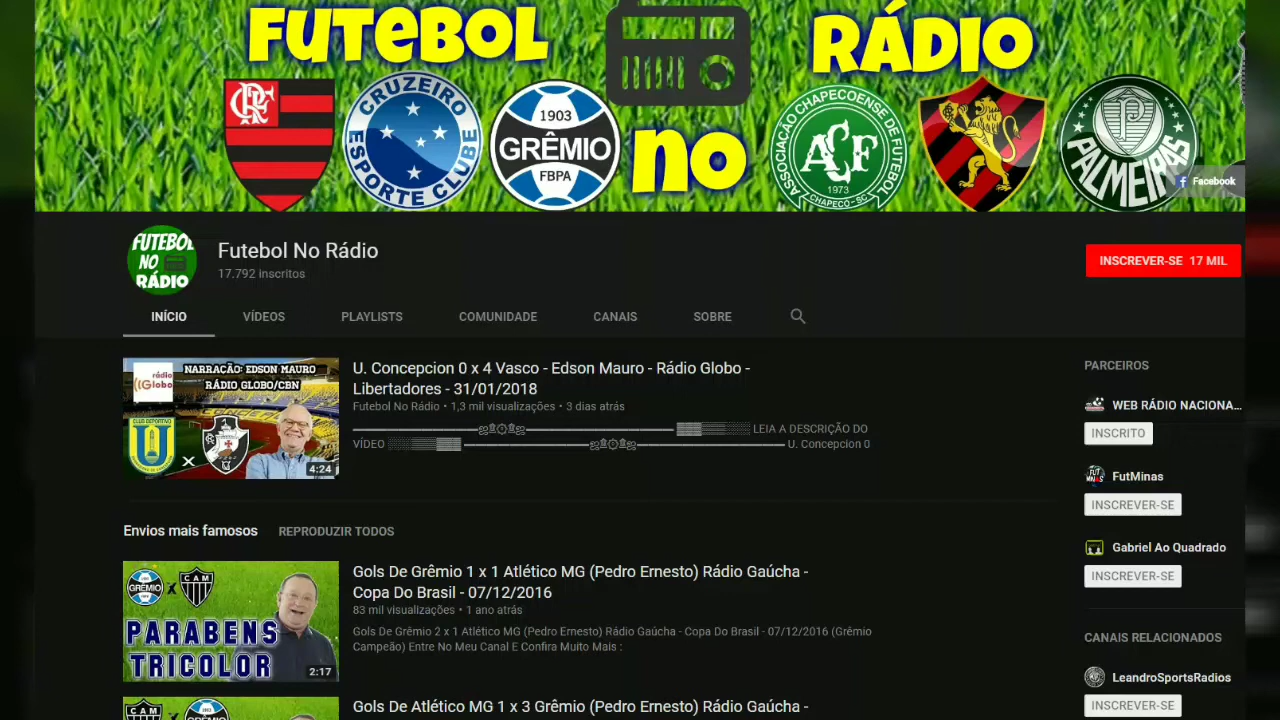 FUTEBOL NO RÁDIO
CRUZEIRO ESPORTE CLUBE
1903
GRÊMIO
FBPA
ASSOCIAÇÃO CHAPECOENSE DE FUTEBOL
ACF
1973
CHAPECÓ - SC
PALMEIRAS
Facebook
FUTEBOL
NO
RÁDIO
Futebol No Rádio
17.792 inscritos
INSCREVER-SE 17 MIL
INÍCIO VÍDEOS PLAYLISTS COMUNIDADE CANAIS SOBRE
rádio
Globo
NARRAÇÃO: EDSON MAURO
RÁDIO GLOBO/CBN
x
4:24
U. Concepcion 0 x 4 Vasco - Edson Mauro - Rádio Globo -
Libertadores - 31/01/2018
Futebol No Rádio • 1,3 mil visualizações • 3 dias atrás
LEIA A DESCRIÇÃO DO
VÍDEO
U. Concepcion 0
Envios mais famosos REPRODUZIR TODOS
GRÊMIO
X
CAM
PARABENS
TRICOLOR
2:17
Gols De Grêmio 1 x 1 Atlético MG (Pedro Ernesto) Rádio Gaúcha -
Copa Do Brasil - 07/12/2016
83 mil visualizações • 1 ano atrás
Gols De Grêmio 2 x 1 Atlético MG (Pedro Ernesto) Rádio Gaúcha - Copa Do Brasil - 07/12/2016 (Grêmio
Campeão) Entre No Meu Canal E Confira Muito Mais :
CAM
Gols De Atlético MG 1 x 3 Grêmio (Pedro Ernesto) Rádio Gaúcha -
PARCEIROS
WEB RÁDIO NACIONA...
INSCRITO
FutMinas
INSCREVER-SE
Gabriel Ao Quadrado
INSCREVER-SE
CANAIS RELACIONADOS
LeandroSportsRadios
INSCREVER-SE